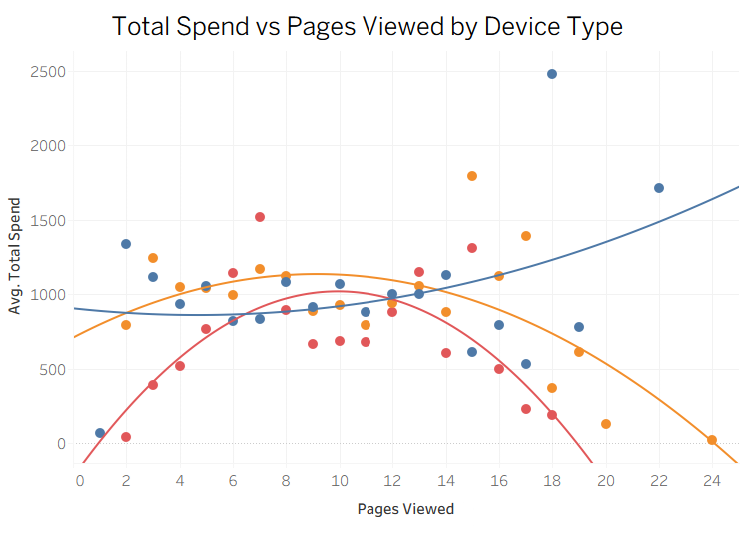 Total Spend vs Pages Viewed by Device Type
2500
2000
1500
1000
500
0
Avg. Total Spend
0 2 4 6 8 10 12 14 16 18 20 22 24
Pages Viewed